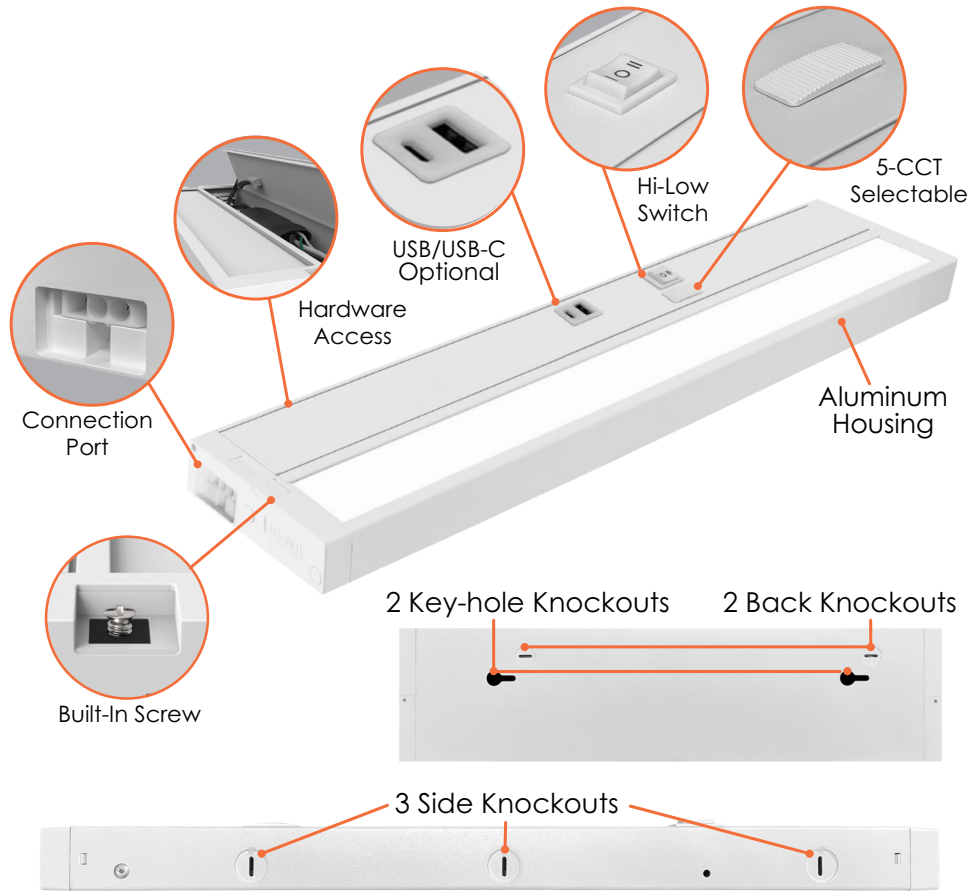 5-CCT
Selectable
Hi-Low
Switch
USB/USB-C
Optional
Hardware
Access
Connection
Port
Aluminum
Housing
Built-In Screw
2 Key-hole Knockouts
2 Back Knockouts
3 Side Knockouts